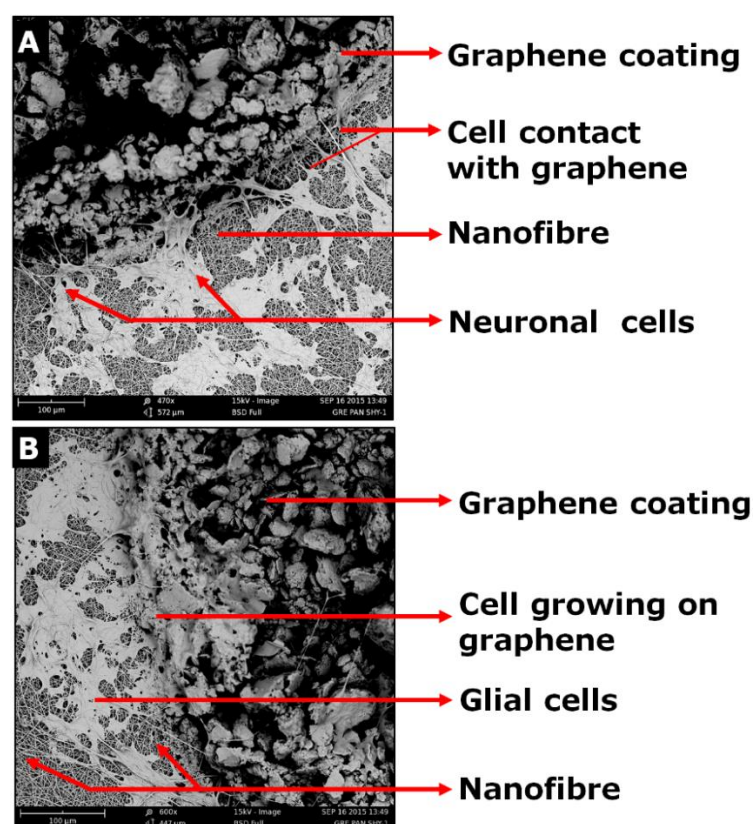 A
Graphene coating
Cell contact
with graphene
Nanofibre
Neuronal cells
100 µm
470x
572 µm
15kV - Image
BSD Full
SEP 16 2015 13:49
GRE PAN SHY-1
B
Graphene coating
Cell growing on
graphene
Glial cells
Nanofibre
100 µm
600x
447 µm
15kV - Image
BSD Full
SEP 16 2015 13:49
GRE PAN SHY-1